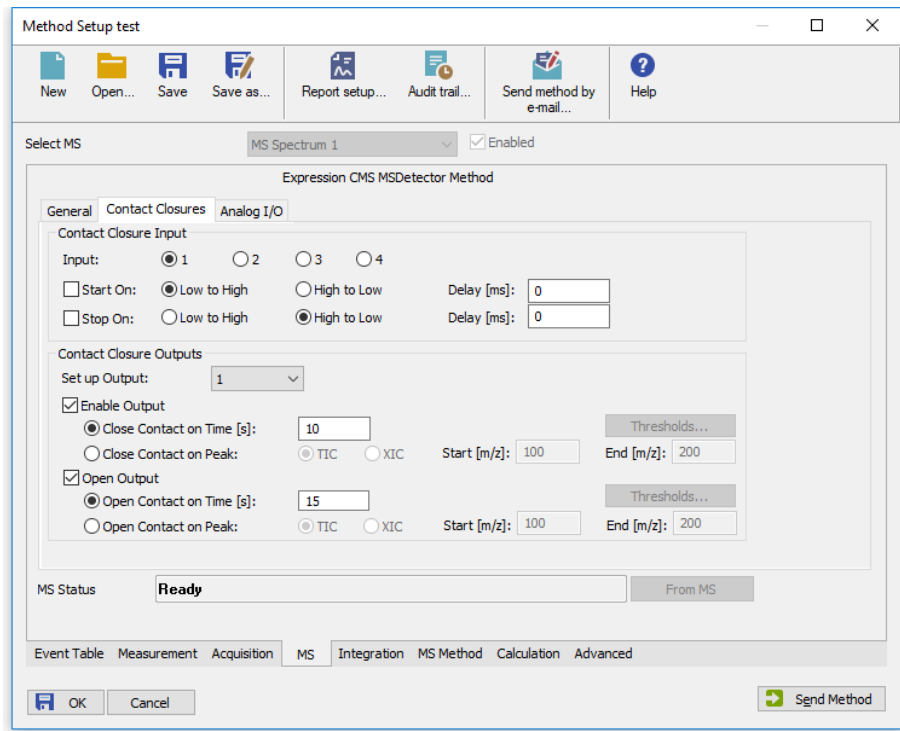 Method Setup test
New Open... Save Save as... Report setup... Audit trail... Send method by e-mail... Help
Select MS MS Spectrum 1 Enabled
Expression CMS MSDetector Method
General Contact Closures Analog I/O
Contact Closure Input
Input: 1 2 3 4
Start On: Low to High High to Low Delay [ms]: 0
Stop On: Low to High High to Low Delay [ms]: 0
Contact Closure Outputs
Set up Output: 1
Enable Output
Close Contact on Time [s]: 10 Thresholds...
Close Contact on Peak: TIC XIC Start [m/z]: 100 End [m/z]: 200
Open Output
Open Contact on Time [s]: 15 Thresholds...
Open Contact on Peak: TIC XIC Start [m/z]: 100 End [m/z]: 200
MS Status Ready From MS
Event Table Measurement Acquisition MS Integration MS Method Calculation Advanced
OK Cancel Send Method